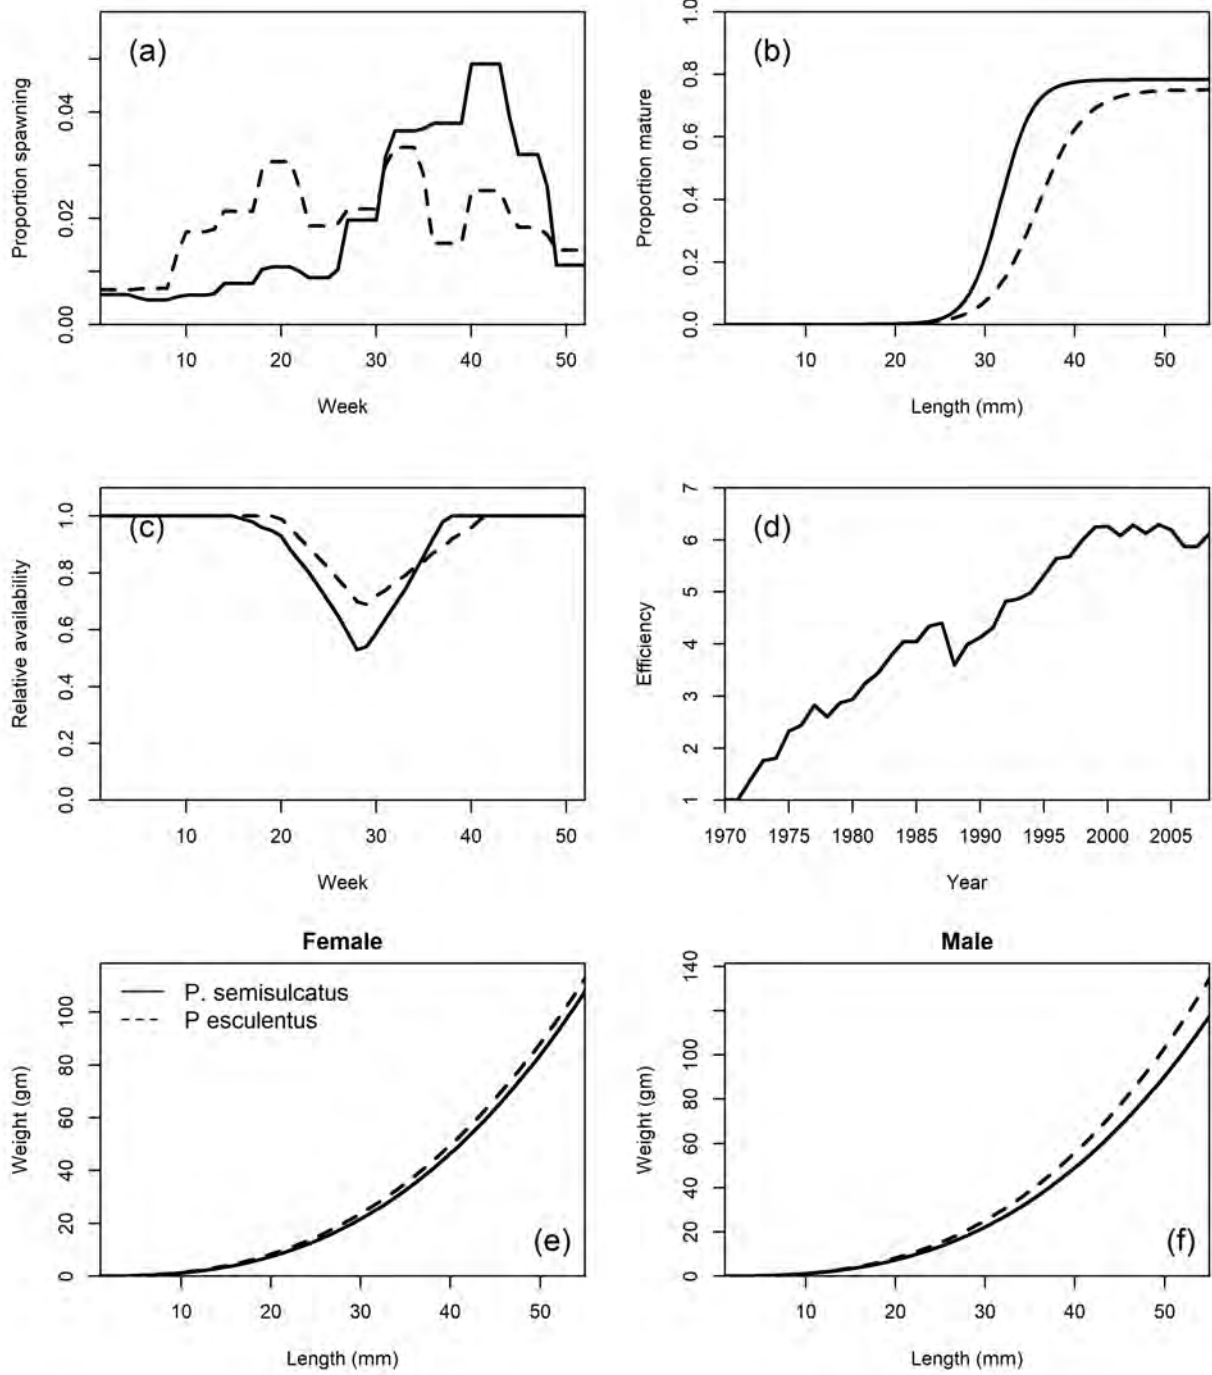 (a)
Proportion spawning
0.00
0.02
0.04
10 20 30 40 50
Week
(b)
Proportion mature
0.0
0.2
0.4
0.6
0.8
1.0
10 20 30 40 50
Length (mm)
(c)
Relative availability
0.0
0.2
0.4
0.6
0.8
1.0
10 20 30 40 50
Week
(d)
Efficiency
1
2
3
4
5
6
7
1970 1975 1980 1985 1990 1995 2000 2005
Year
Female
P. semisulcatus
P esculentus
Weight (gm)
0
20
40
60
80
100
(e)
10 20 30 40 50
Length (mm)
Male
Weight (gm)
0
20
40
60
80
100
140
(f)
10 20 30 40 50
Length (mm)